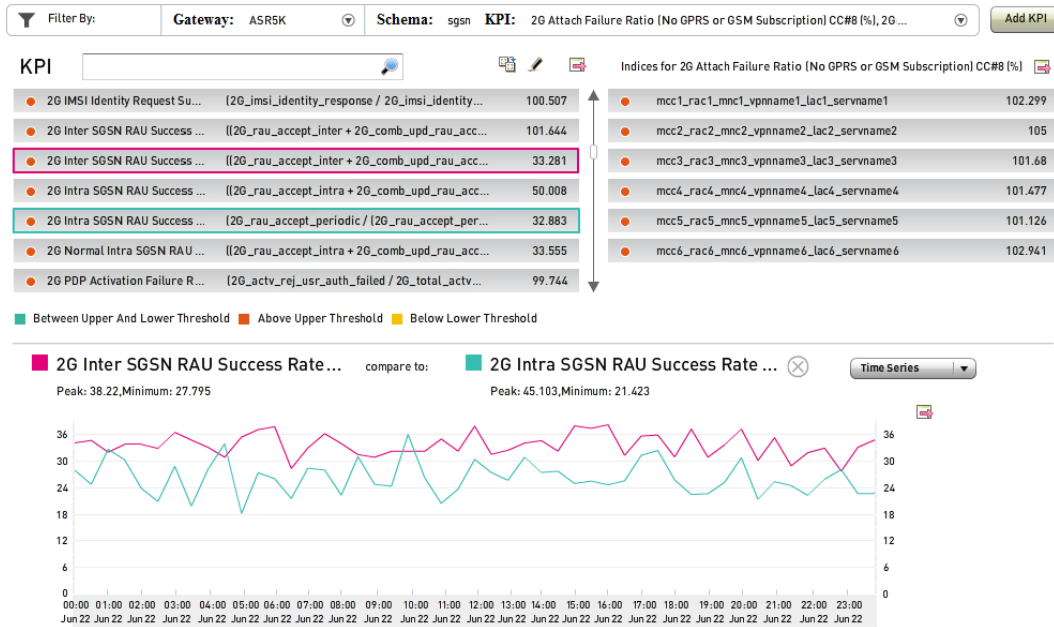 Filter By: Gateway: ASR5K Schema: sgsn KPI: 2G Attach Failure Ratio (No GPRS or GSM Subscription) CC#8 (%), 2G... Add KPI
KPI Indices for 2G Attach Failure Ratio (No GPRS or GSM Subscription) CC#8 (%)
2G IMSI Identity Request Su... (2G_imsi_identity_response / 2G_imsi_identity... 100.507 mcc1_rac1_mnc1_vpnname1_lac1_servname1 102.299
2G Inter SGSN RAU Success ... ((2G_rau_accept_inter + 2G_comb_upd_rau_acc... 101.644 mcc2_rac2_mnc2_vpnname2_lac2_servname2 105
2G Inter SGSN RAU Success ... ((2G_rau_accept_inter + 2G_comb_upd_rau_acc... 33.281 mcc3_rac3_mnc3_vpnname3_lac3_servname3 101.68
2G Intra SGSN RAU Success ... ((2G_rau_accept_intra + 2G_comb_upd_rau_acc... 50.008 mcc4_rac4_mnc4_vpnname4_lac4_servname4 101.477
2G Intra SGSN RAU Success ... (2G_rau_accept_periodic / (2G_rau_accept_per... 32.883 mcc5_rac5_mnc5_vpnname5_lac5_servname5 101.126
2G Normal Intra SGSN RAU ... ((2G_rau_accept_intra + 2G_comb_upd_rau_acc... 33.555 mcc6_rac6_mnc6_vpnname6_lac6_servname6 102.941
2G PDP Activation Failure R... (2G_actv_rej_usr_auth_failed / 2G_total_actv... 99.744
Between Upper And Lower Threshold Above Upper Threshold Below Lower Threshold
2G Inter SGSN RAU Success Rate... compare to: 2G Intra SGSN RAU Success Rate ... Time Series
Peak: 38.22,Minimum: 27.795 Peak: 45.103,Minimum: 21.423
36 36
30 30
24 24
18 18
12 12
6 6
0 0
00:00 01:00 02:00 03:00 04:00 05:00 06:00 07:00 08:00 09:00 10:00 11:00 12:00 13:00 14:00 15:00 16:00 17:00 18:00 19:00 20:00 21:00 22:00 23:00
Jun 22 Jun 22 Jun 22 Jun 22 Jun 22 Jun 22 Jun 22 Jun 22 Jun 22 Jun 22 Jun 22 Jun 22 Jun 22 Jun 22 Jun 22 Jun 22 Jun 22 Jun 22 Jun 22 Jun 22 Jun 22 Jun 22 Jun 22 Jun 22